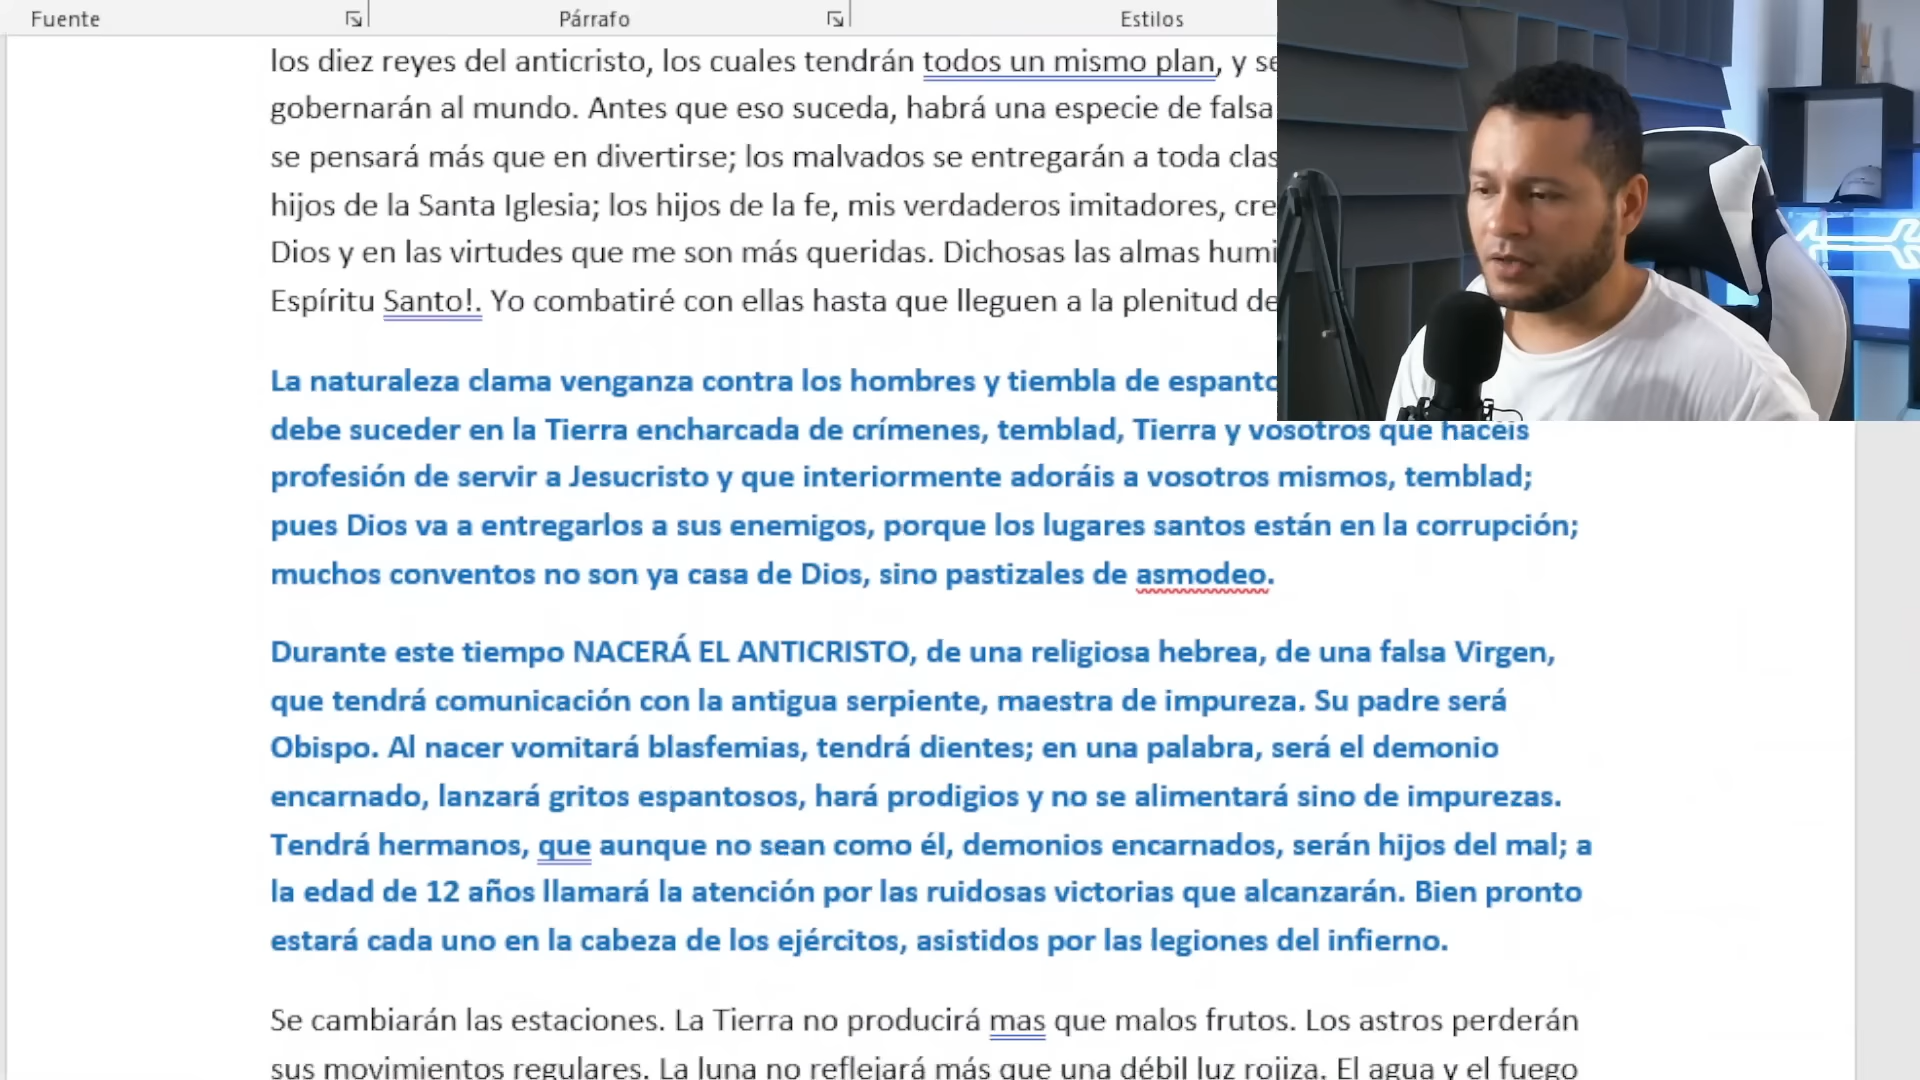 Fuente Párrafo Estilos
los diez reyes del anticristo, los cuales tendrán todos un mismo plan, y se
gobernarán al mundo. Antes que eso suceda, habrá una especie de falsa
se pensará más que en divertirse; los malvados se entregarán a toda clas
hijos de la Santa Iglesia; los hijos de la fe, mis verdaderos imitadores, cre
Dios y en las virtudes que me son más queridas. Dichosas las almas humi
Espíritu Santo!. Yo combatiré con ellas hasta que lleguen a la plenitud de
La naturaleza clama venganza contra los hombres y tiembla de espanto
debe suceder en la Tierra encharcada de crímenes, temblad, Tierra y vosotros que hacéis
profesión de servir a Jesucristo y que interiormente adoráis a vosotros mismos, temblad;
pues Dios va a entregarlos a sus enemigos, porque los lugares santos están en la corrupción;
muchos conventos no son ya casa de Dios, sino pastizales de asmodeo.
Durante este tiempo NACERÁ EL ANTICRISTO, de una religiosa hebrea, de una falsa Virgen,
que tendrá comunicación con la antigua serpiente, maestra de impureza. Su padre será
Obispo. Al nacer vomitará blasfemias, tendrá dientes; en una palabra, será el demonio
encarnado, lanzará gritos espantosos, hará prodigios y no se alimentará sino de impurezas.
Tendrá hermanos, que aunque no sean como él, demonios encarnados, serán hijos del mal; a
la edad de 12 años llamará la atención por las ruidosas victorias que alcanzarán. Bien pronto
estará cada uno en la cabeza de los ejércitos, asistidos por las legiones del infierno.
Se cambiarán las estaciones. La Tierra no producirá mas que malos frutos. Los astros perderán
sus movimientos regulares. La luna no reflejará más que una débil luz rojiza. El agua y el fuego